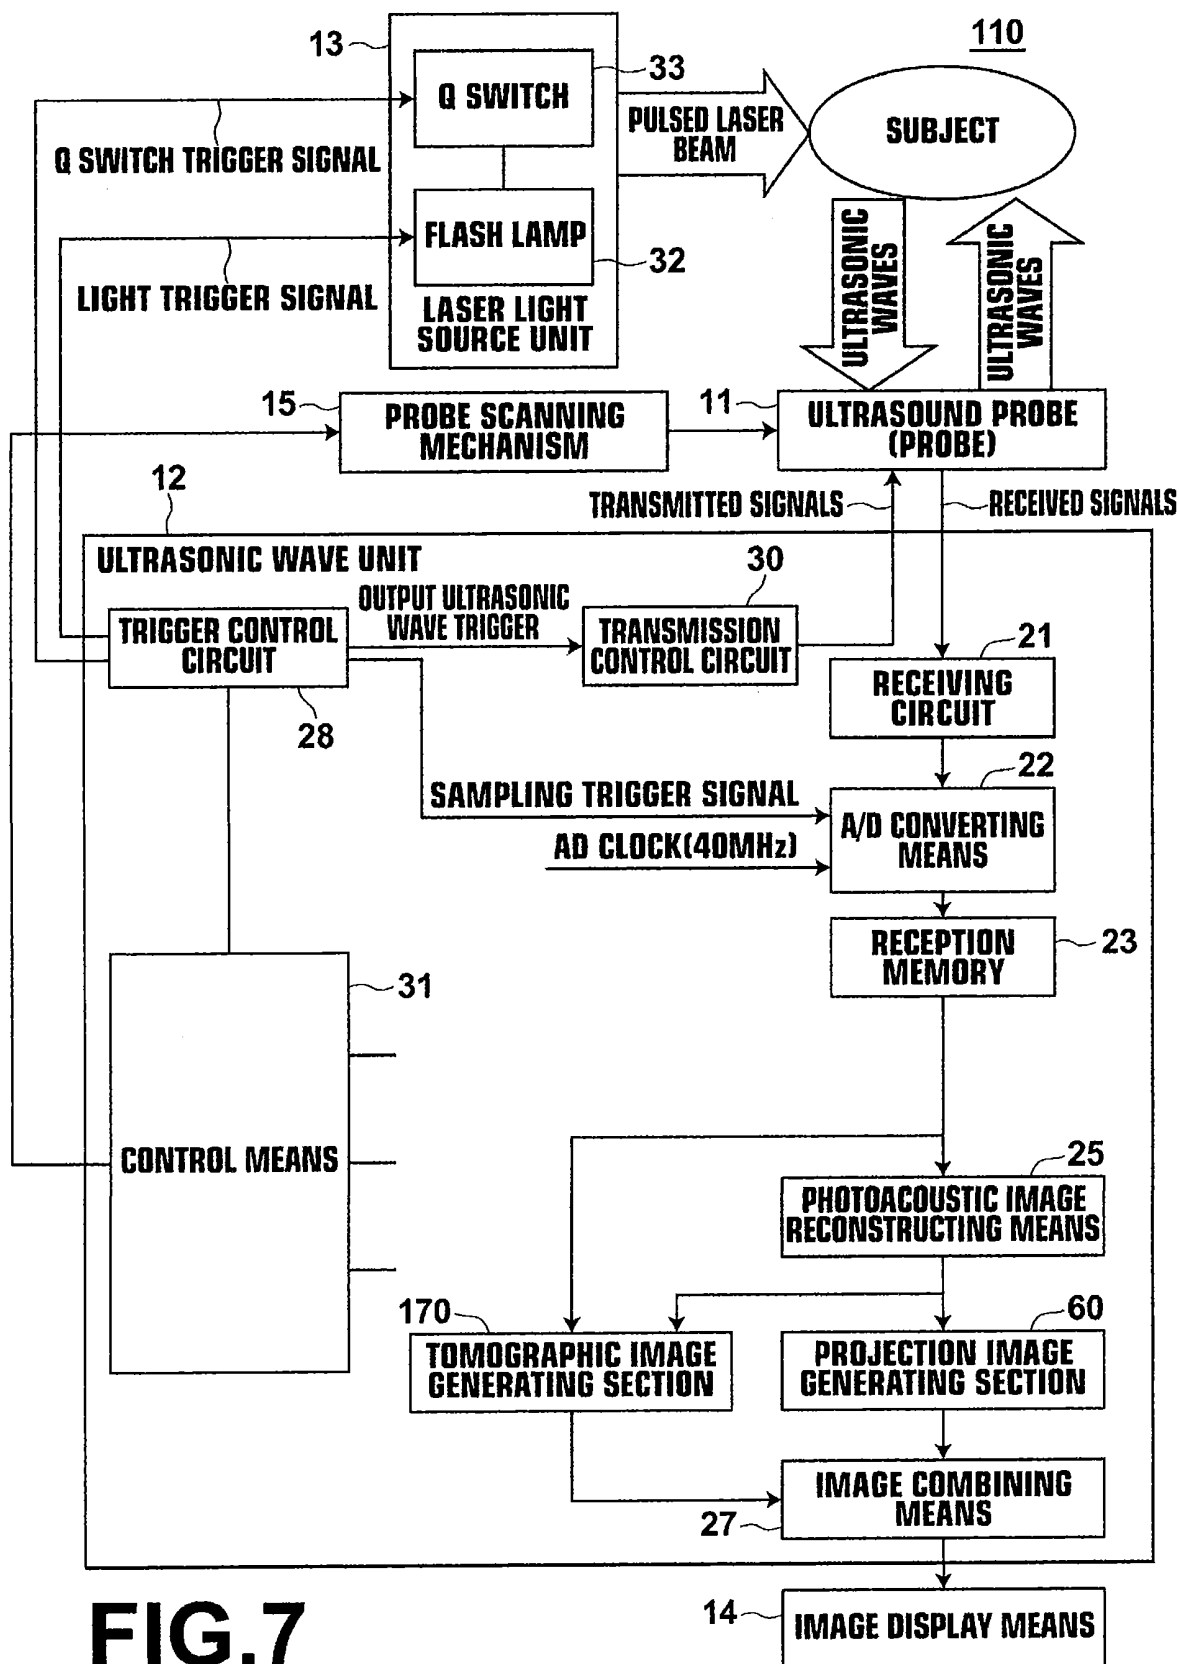 110
13
33
Q SWITCH
PULSED LASER
BEAM
SUBJECT
Q SWITCH TRIGGER SIGNAL
FLASH LAMP
32
LIGHT TRIGGER SIGNAL
LASER LIGHT
SOURCE UNIT
ULTRASONIC
WAVES
ULTRASONIC
WAVES
15
PROBE SCANNING
MECHANISM
11
ULTRASOUND PROBE
(PROBE)
12
TRANSMITTED SIGNALS
RECEIVED SIGNALS
ULTRASONIC WAVE UNIT
30
OUTPUT ULTRASONIC
WAVE TRIGGER
TRIGGER CONTROL
CIRCUIT
28
TRANSMISSION
CONTROL CIRCUIT
21
RECEIVING
CIRCUIT
22
SAMPLING TRIGGER SIGNAL
A/D CONVERTING
MEANS
AD CLOCK(40MHz)
RECEPTION
MEMORY
23
31
CONTROL MEANS
25
PHOTOACOUSTIC IMAGE
RECONSTRUCTING MEANS
170
TOMOGRAPHIC IMAGE
GENERATING SECTION
60
PROJECTION IMAGE
GENERATING SECTION
IMAGE COMBINING
MEANS
27
14
IMAGE DISPLAY MEANS
FIG.7